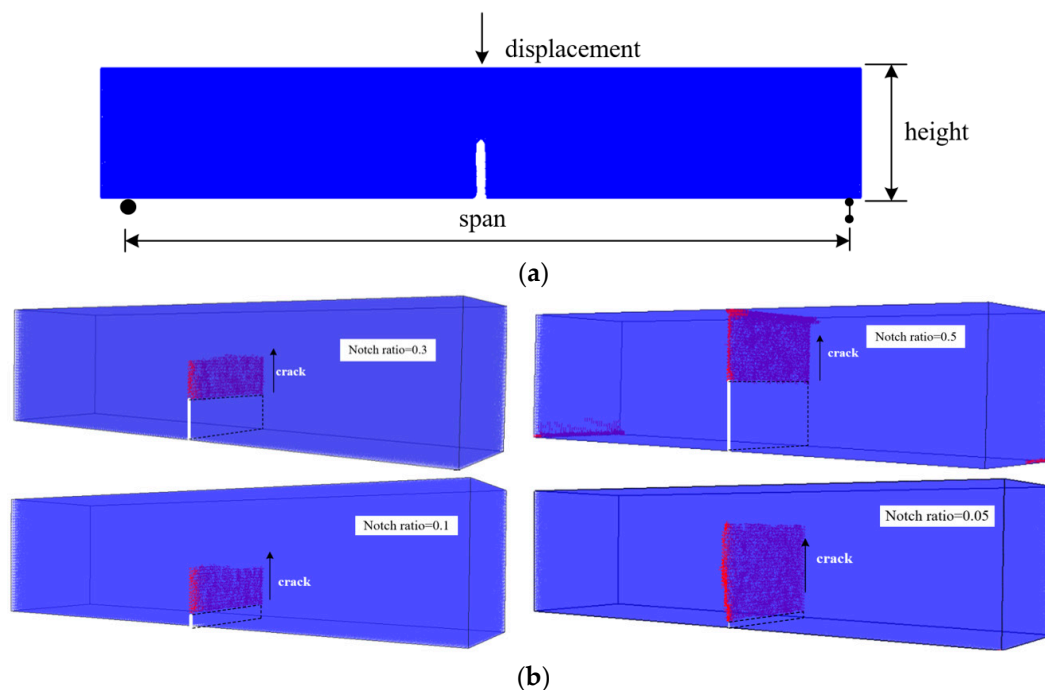 displacement
height
span
(a)
Notch ratio=0.3
crack
Notch ratio=0.5
crack
Notch ratio=0.1
crack
Notch ratio=0.05
crack
(b)